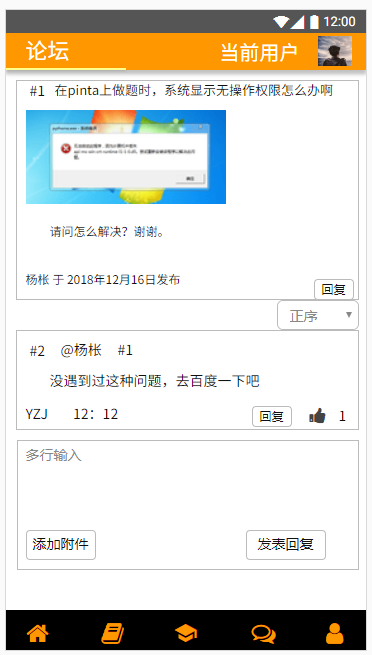 12:00
论坛 当前用户
#1 在pinta上做题时，系统显示无操作权限怎么办啊
请问怎么解决？谢谢。
杨枨 于 2018年12月16日发布
回复
正序
#2 @杨枨 #1
没遇到过这种问题，去百度一下吧
YZJ 12：12 回复 1
多行输入
添加附件 发表回复